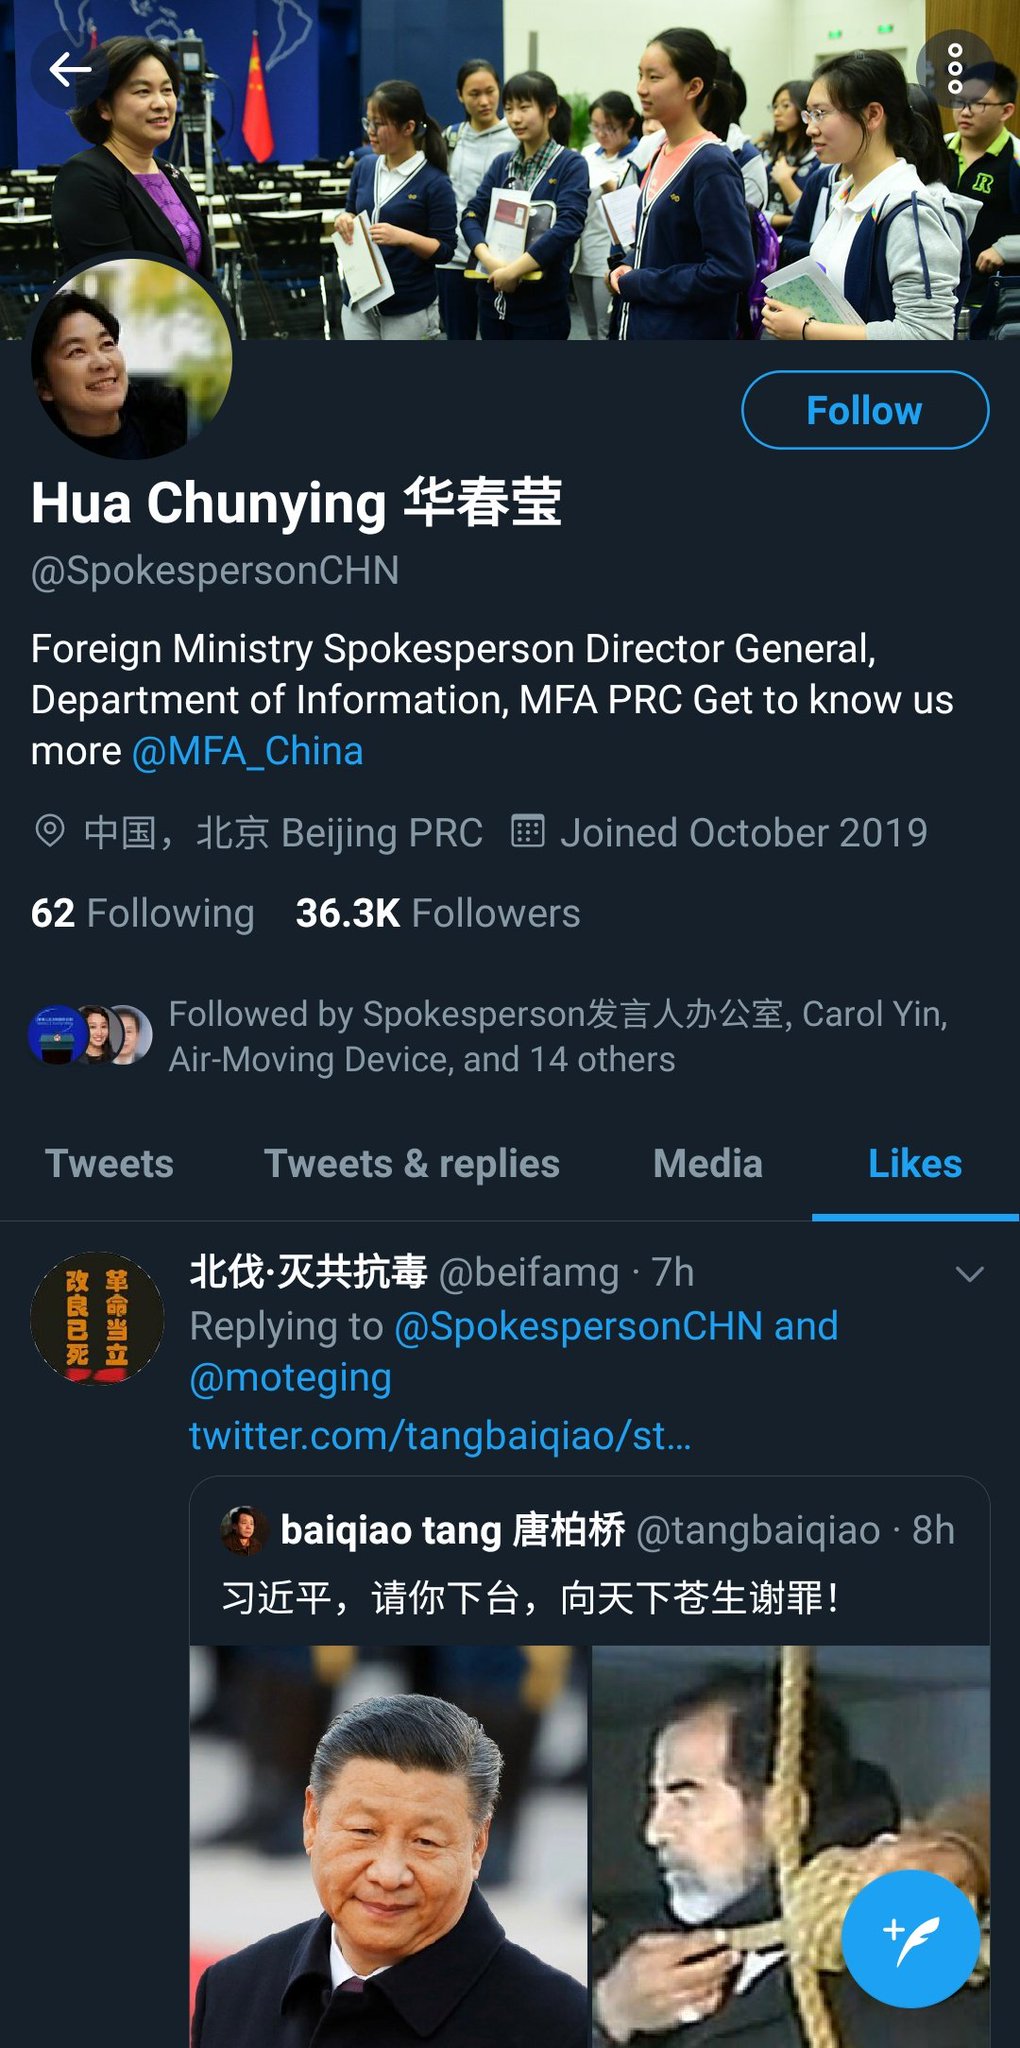 Follow
Hua Chunying 华春莹
@SpokespersonCHN
Foreign Ministry Spokesperson Director General,
Department of Information, MFA PRC Get to know us
more @MFA_China
中国，北京 Beijing PRC
Joined October 2019
62 Following
36.3K Followers
Followed by Spokesperson发言人办公室, Carol Yin,
Air-Moving Device, and 14 others
Tweets
Tweets & replies
Media
Likes
革命当立
改良已死
北伐·灭共抗毒 @beifamg · 7h
Replying to @SpokespersonCHN and
@moteging
twitter.com/tangbaiqiao/st…
baiqiao tang 唐柏桥 @tangbaiqiao · 8h
习近平，请你下台，向天下苍生谢罪！